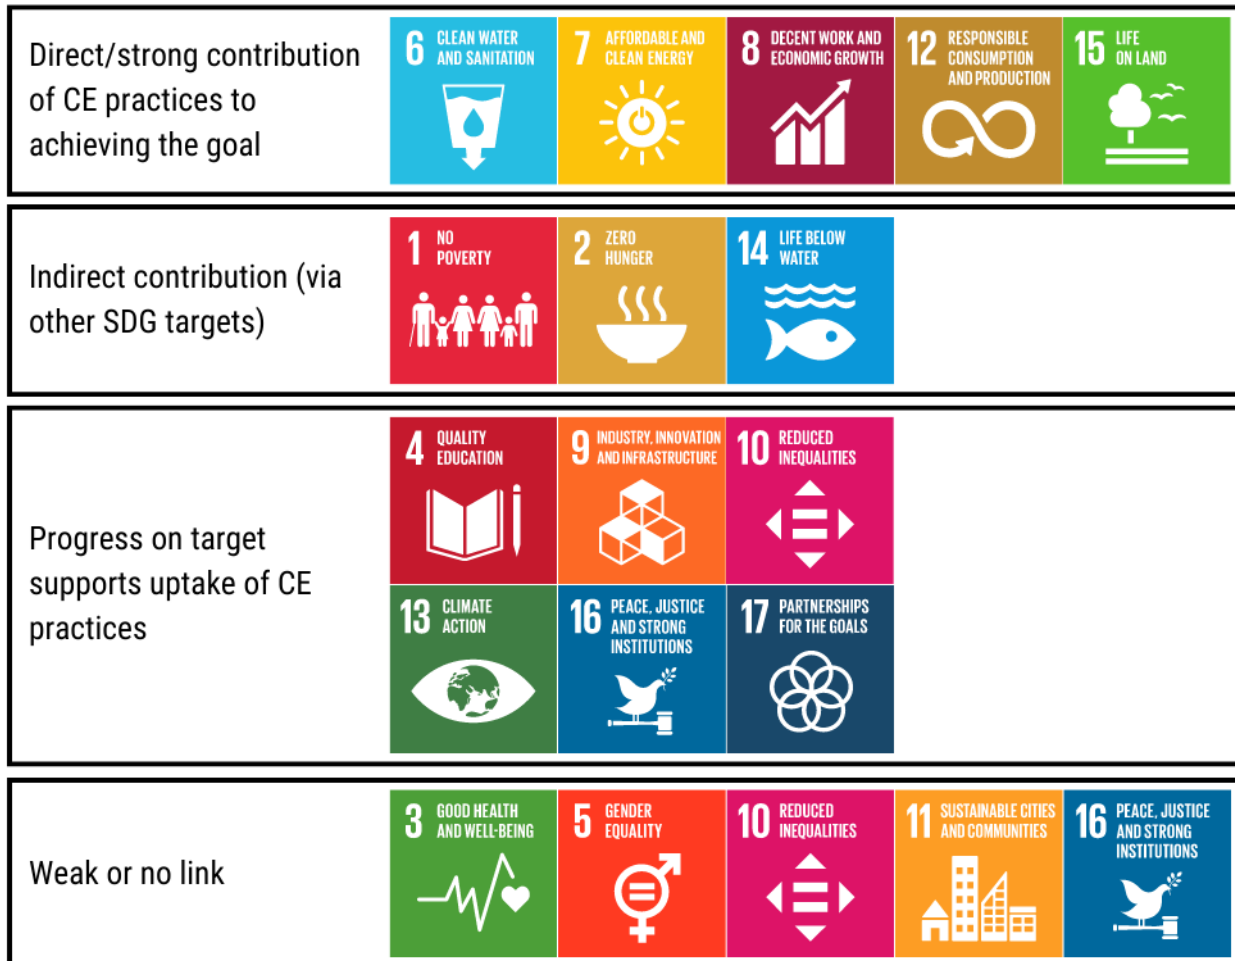 Direct/strong contribution
of CE practices to
achieving the goal
6 CLEAN WATER
AND SANITATION
7 AFFORDABLE AND
CLEAN ENERGY
8 DECENT WORK AND
ECONOMIC GROWTH
12 RESPONSIBLE
CONSUMPTION
AND PRODUCTION
15 LIFE
ON LAND
Indirect contribution (via
other SDG targets)
1 NO
POVERTY
2 ZERO
HUNGER
14 LIFE BELOW
WATER
Progress on target
supports uptake of CE
practices
4 QUALITY
EDUCATION
9 INDUSTRY, INNOVATION
AND INFRASTRUCTURE
10 REDUCED
INEQUALITIES
13 CLIMATE
ACTION
16 PEACE, JUSTICE
AND STRONG
INSTITUTIONS
17 PARTNERSHIPS
FOR THE GOALS
Weak or no link
3 GOOD HEALTH
AND WELL-BEING
5 GENDER
EQUALITY
10 REDUCED
INEQUALITIES
11 SUSTAINABLE CITIES
AND COMMUNITIES
16 PEACE, JUSTICE
AND STRONG
INSTITUTIONS